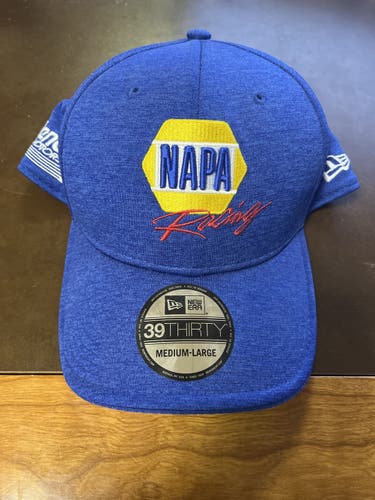 NAPA
Racing
NEW ERA
39THIRTY
MEDIUM-LARGE